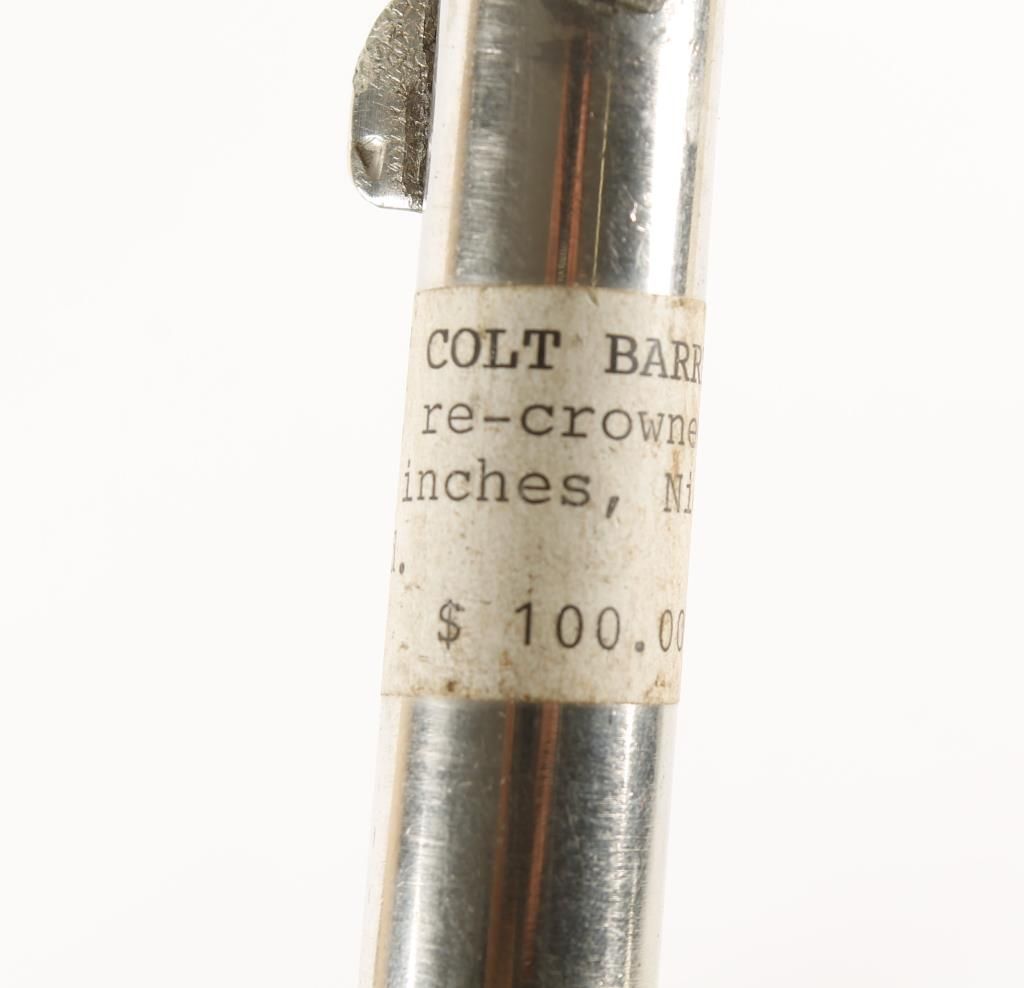 COLT BARR
re-crowne
inches, Ni
.
$ 100.00